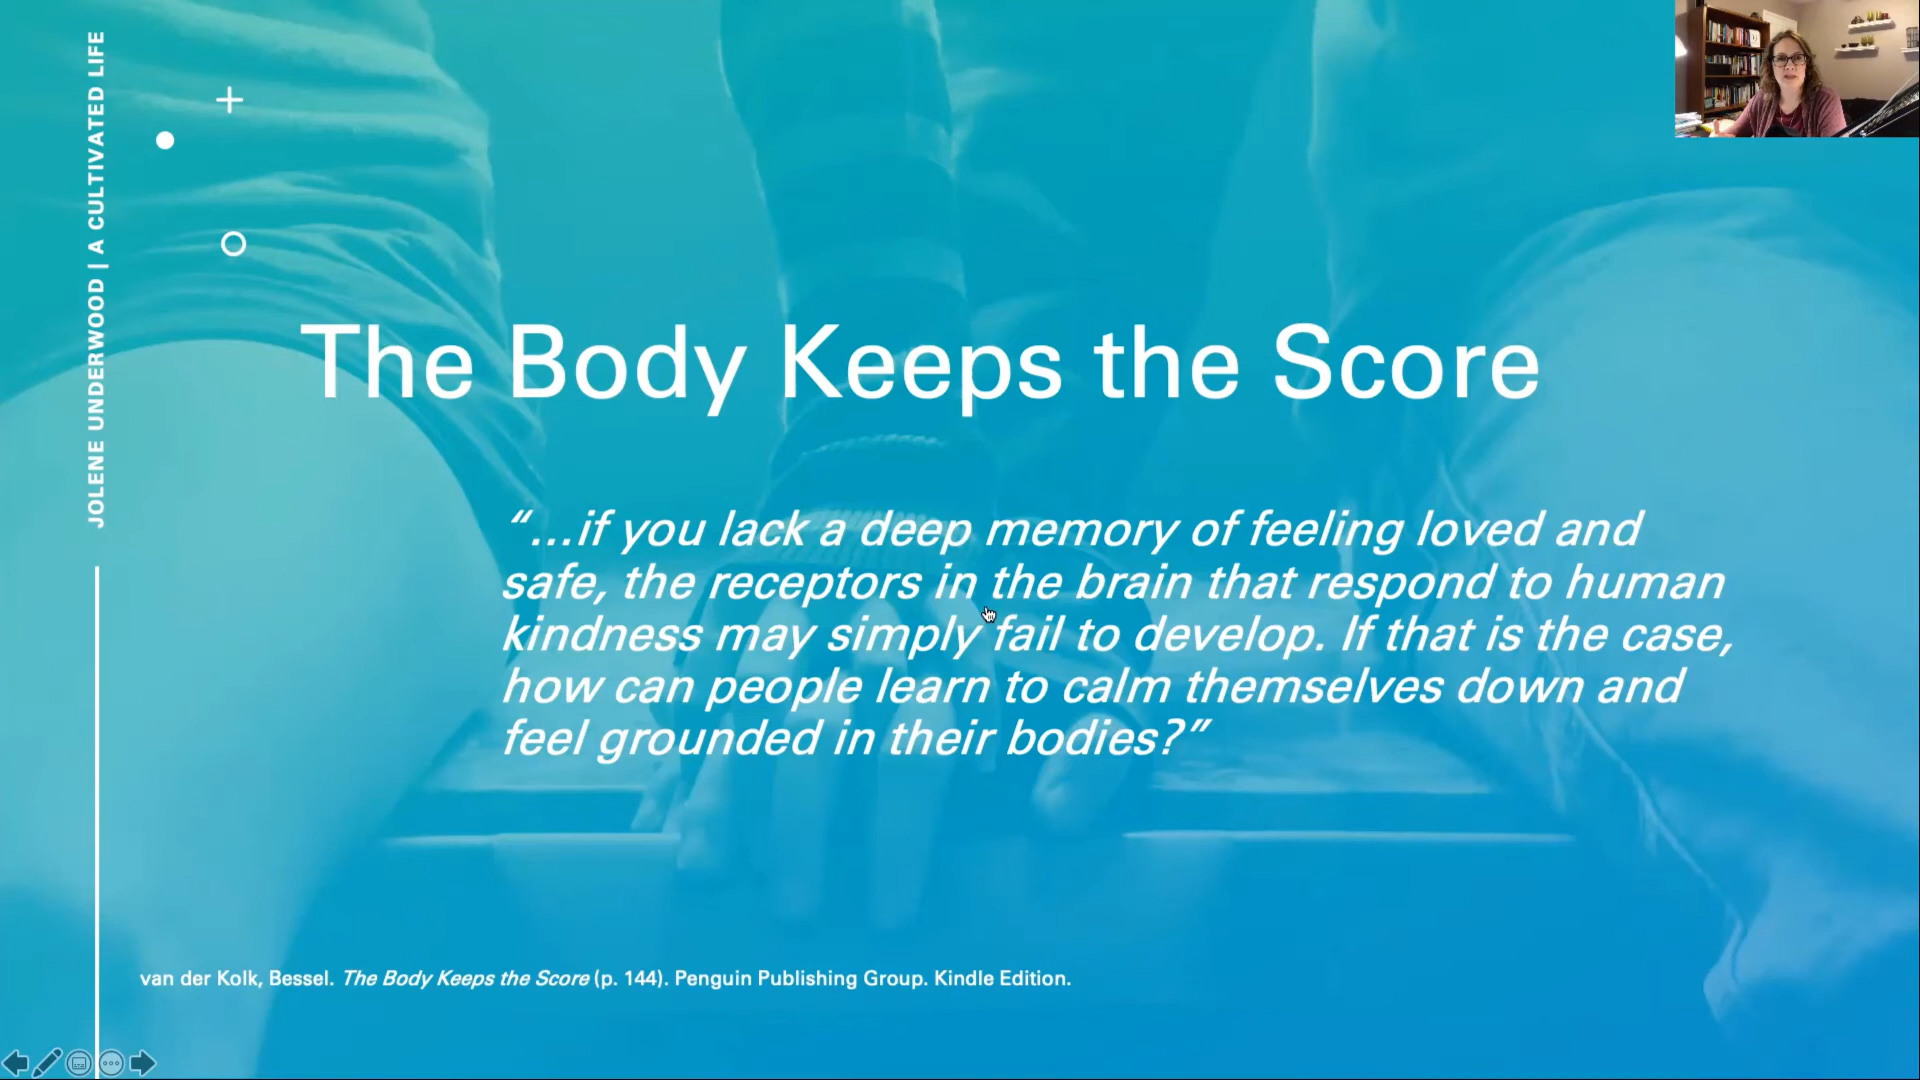 JOLENE UNDERWOOD | A CULTIVATED LIFE
The Body Keeps the Score
“…if you lack a deep memory of feeling loved and
safe, the receptors in the brain that respond to human
kindness may simply fail to develop. If that is the case,
how can people learn to calm themselves down and
feel grounded in their bodies?”
van der Kolk, Bessel. The Body Keeps the Score (p. 144). Penguin Publishing Group. Kindle Edition.